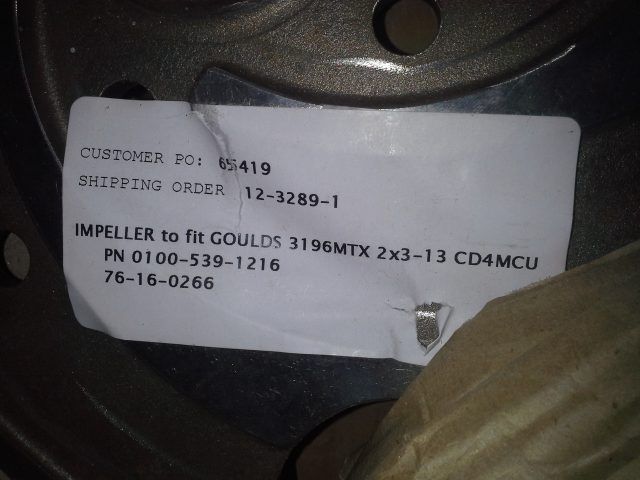 CUSTOMER PO: 65419
SHIPPING ORDER 12-3289-1
IMPELLER to fit GOULDS 3196MTX 2x3-13 CD4MCU
PN 0100-539-1216
76-16-0266